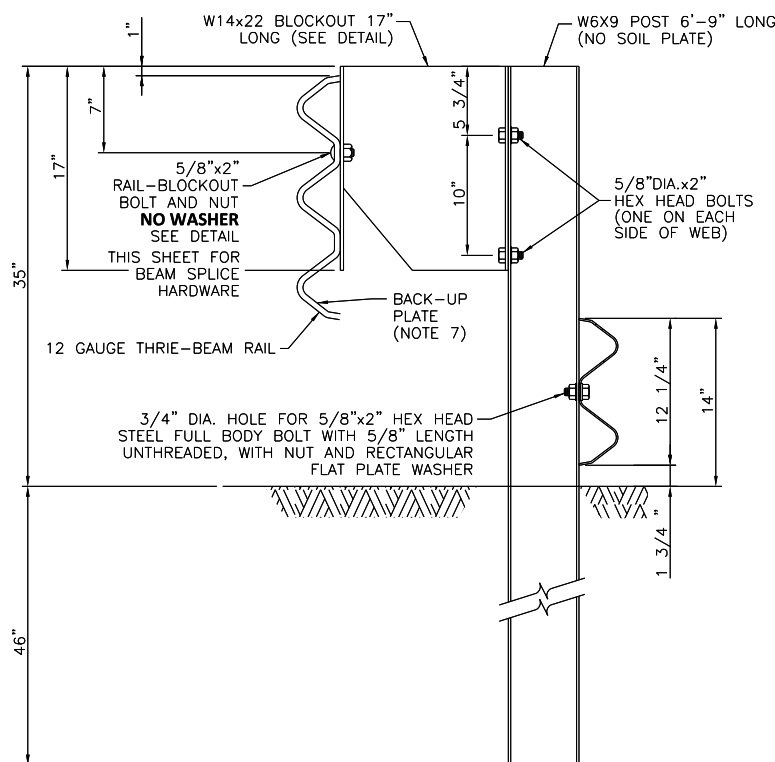 W14x22 BLOCKOUT 17"
LONG (SEE DETAIL)
W6X9 POST 6'-9" LONG
(NO SOIL PLATE)
1"
7"
17"
35"
5 3/4"
10"
5/8"x2"
RAIL-BLOCKOUT
BOLT AND NUT
NO WASHER
SEE DETAIL
THIS SHEET FOR
BEAM SPLICE
HARDWARE
5/8"DIA.x2"
HEX HEAD BOLTS
(ONE ON EACH
SIDE OF WEB)
BACK-UP
PLATE
(NOTE 7)
12 GAUGE THRIE-BEAM RAIL
12 1/4"
14"
3/4" DIA. HOLE FOR 5/8"x2" HEX HEAD
STEEL FULL BODY BOLT WITH 5/8" LENGTH
UNTHREADED, WITH NUT AND RECTANGULAR
FLAT PLATE WASHER
1 3/4 "
46"